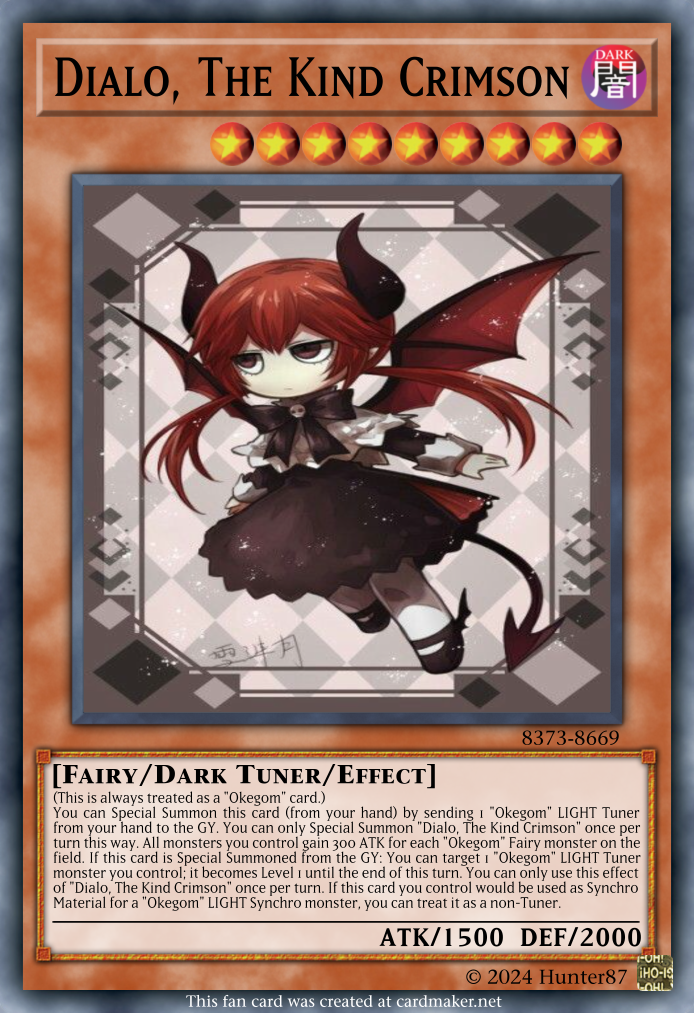 Dialo, The Kind Crimson
DARK
闇
8373-8669
[Fairy/Dark Tuner/Effect]
(This is always treated as a "Okegom" card.)
You can Special Summon this card (from your hand) by sending 1 "Okegom" LIGHT Tuner
from your hand to the GY. You can only Special Summon "Dialo, The Kind Crimson" once per
turn this way. All monsters you control gain 300 ATK for each "Okegom" Fairy monster on the
field. If this card is Special Summoned from the GY: You can target 1 "Okegom" LIGHT Tuner
monster you control; it becomes Level 1 until the end of this turn. You can only use this effect
of "Dialo, The Kind Crimson" once per turn. If this card you control would be used as Synchro
Material for a "Okegom" LIGHT Synchro monster, you can treat it as a non-Tuner.
ATK/1500 DEF/2000
© 2024 Hunter87
This fan card was created at cardmaker.net